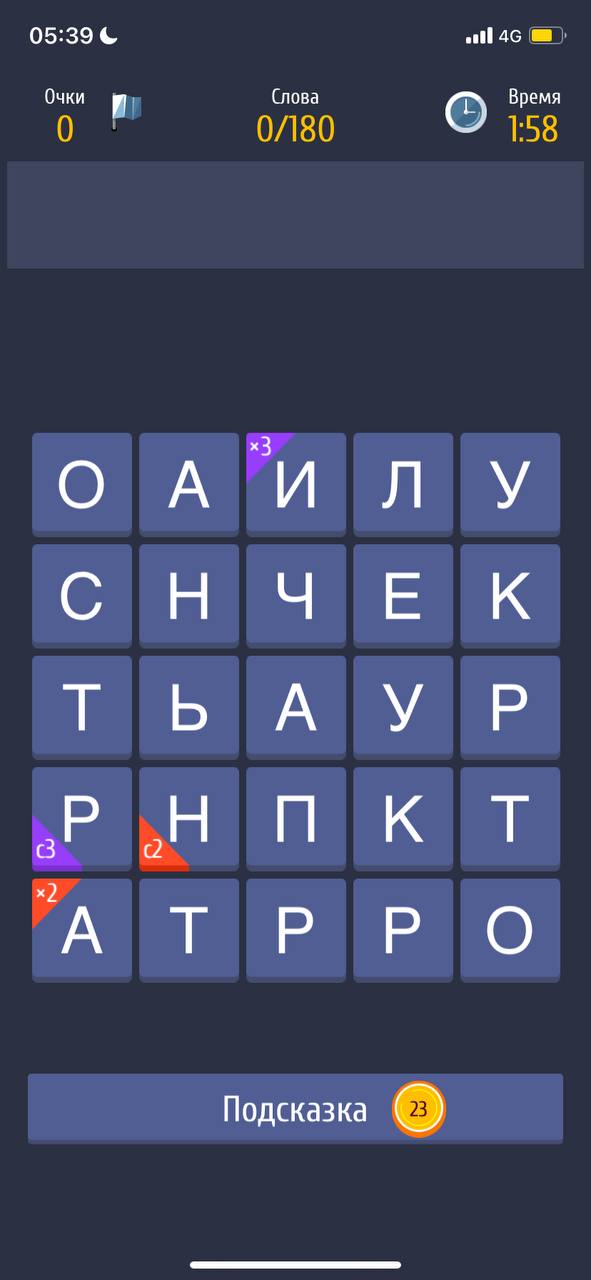 05:39 4G
Очки Слова Время
0 0/180 1:58
×3
О А И Л У
С Н Ч Е К
Т Ь А У Р
Р Н П К Т
с3 с2
×2
А Т Р Р О
Подсказка 23